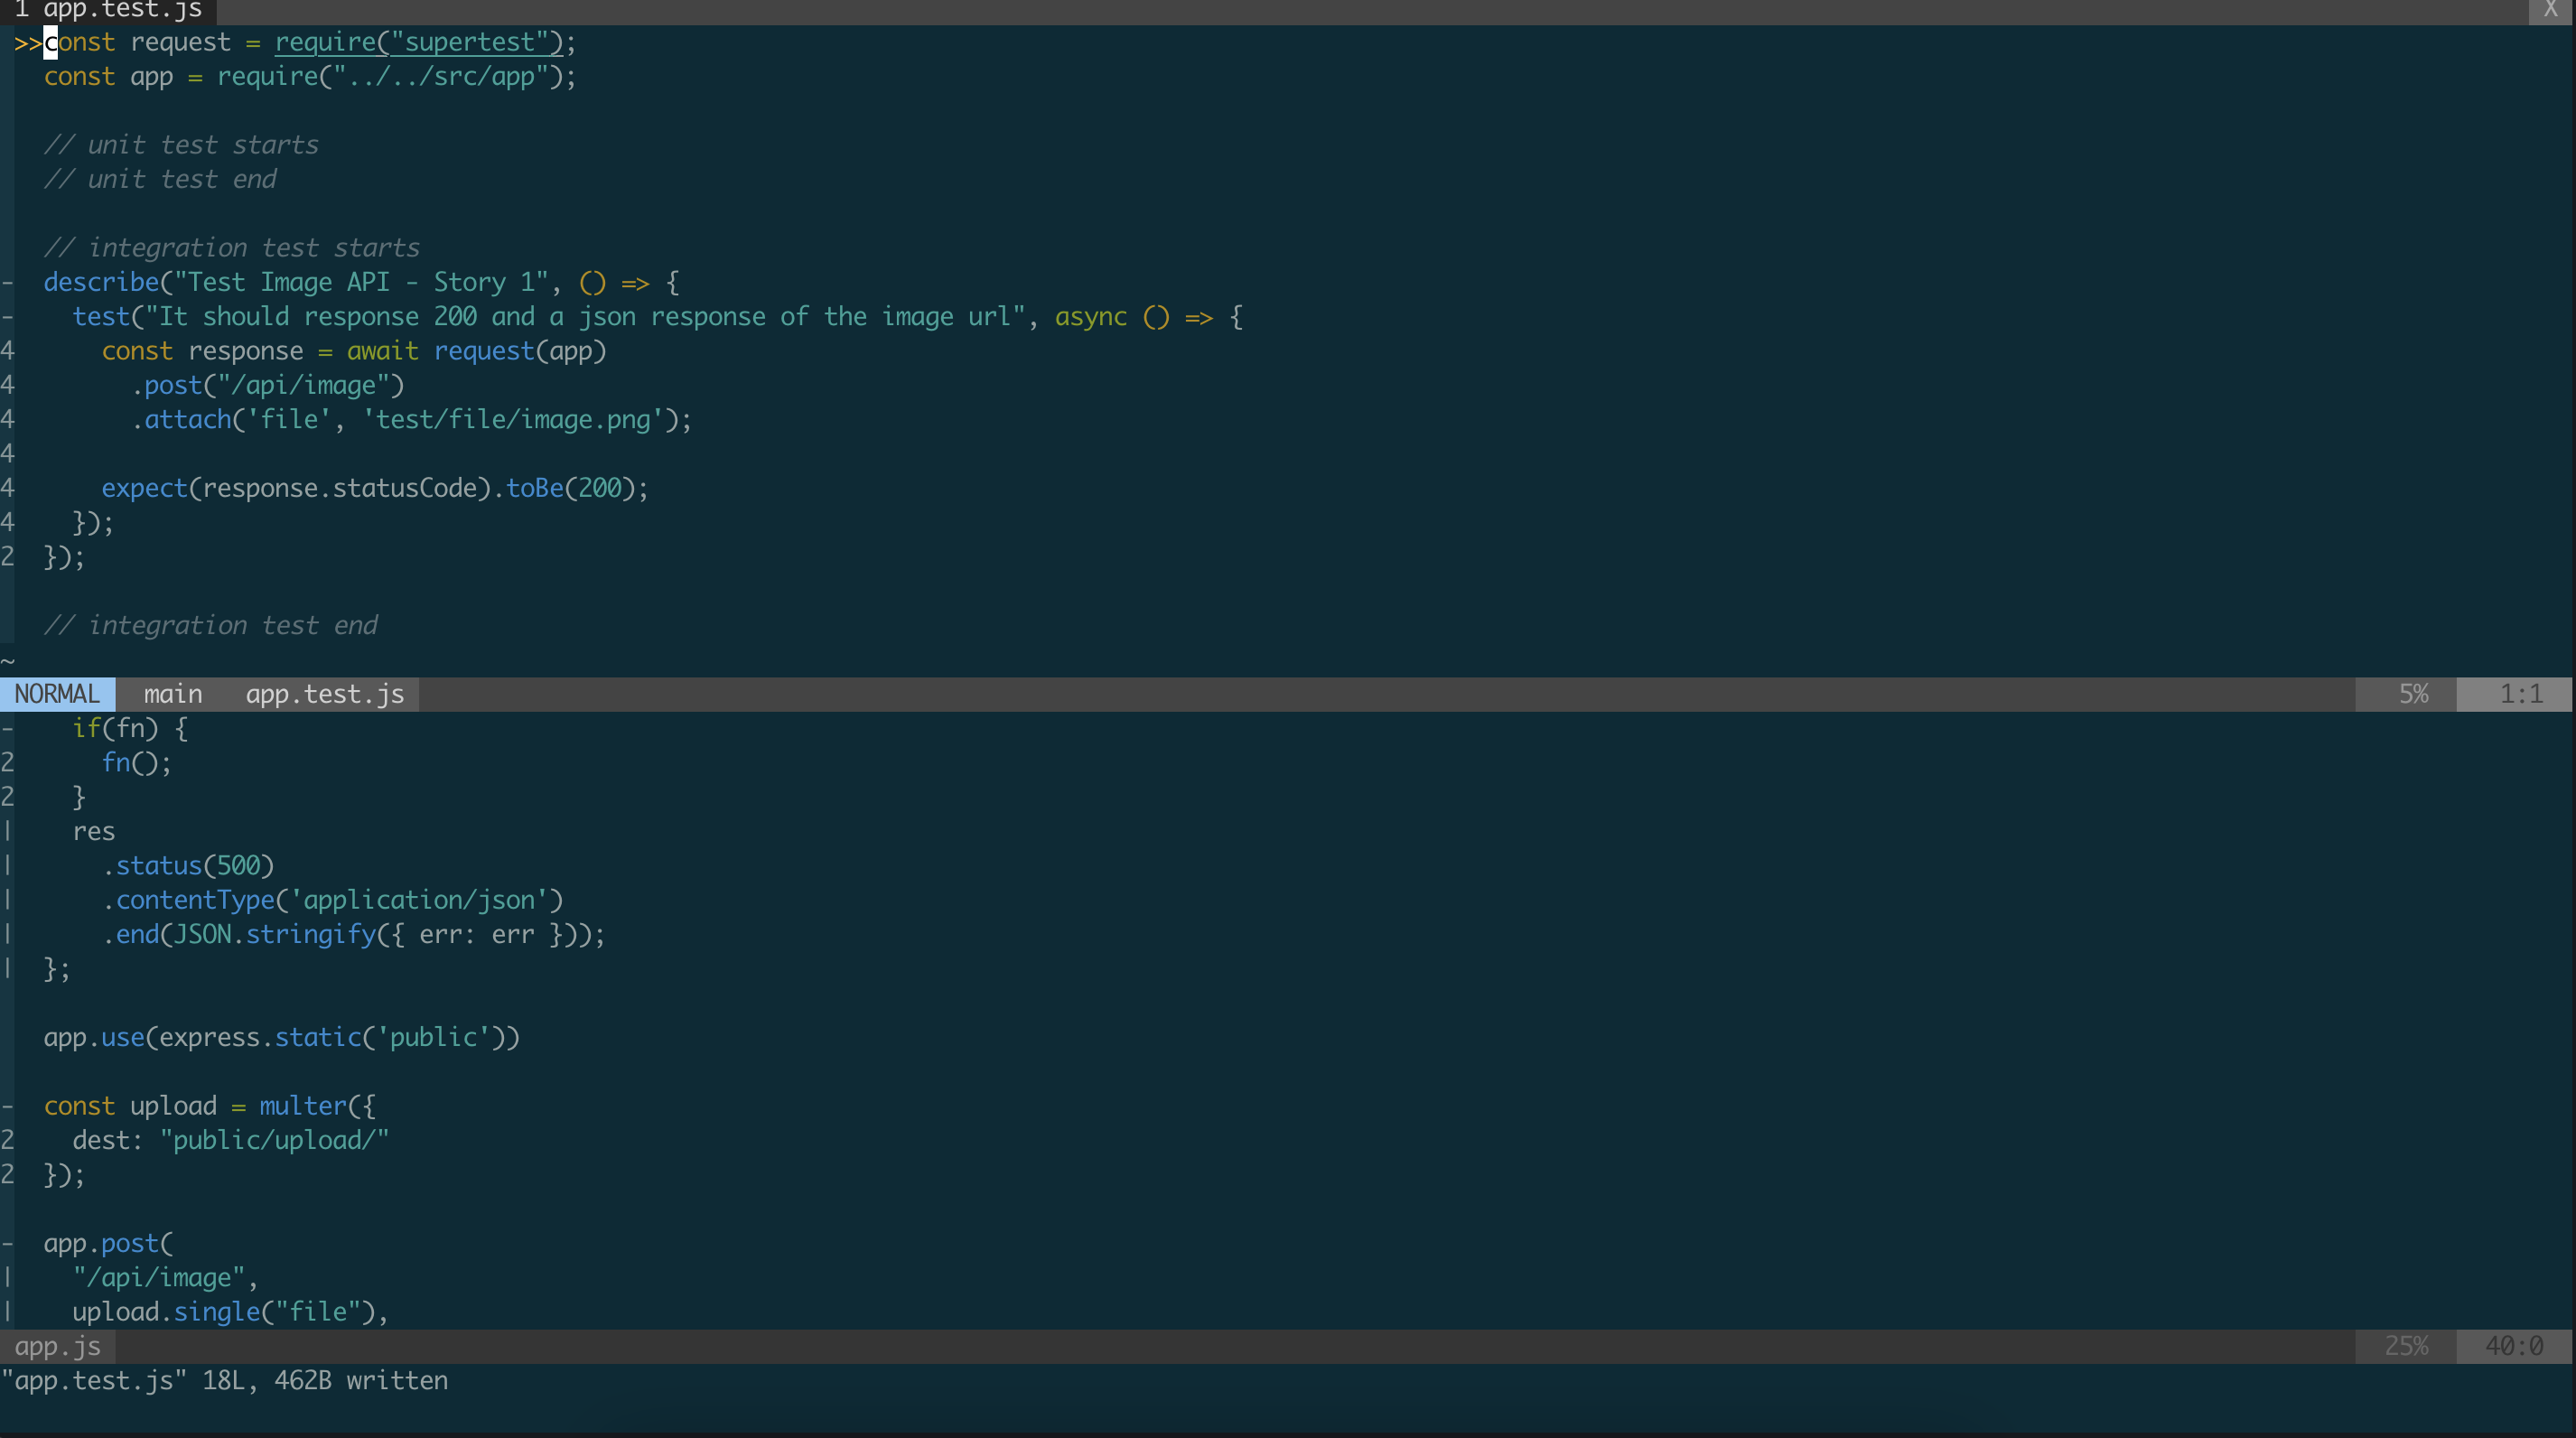 1 app.test.js X
>>const request = require("supertest");
const app = require("../../src/app");
// unit test starts
// unit test end
// integration test starts
- describe("Test Image API - Story 1", () => {
- test("It should response 200 and a json response of the image url", async () => {
4 const response = await request(app)
4 .post("/api/image")
4 .attach('file', 'test/file/image.png');
4
4 expect(response.statusCode).toBe(200);
4 });
2 });
// integration test end
~
NORMAL main app.test.js 5% 1:1
- if(fn) {
2 fn();
2 }
| res
| .status(500)
| .contentType('application/json')
| .end(JSON.stringify({ err: err }));
| };
app.use(express.static('public'))
- const upload = multer({
2 dest: "public/upload/"
2 });
- app.post(
| "/api/image",
| upload.single("file"),
app.js 25% 40:0
"app.test.js" 18L, 462B written